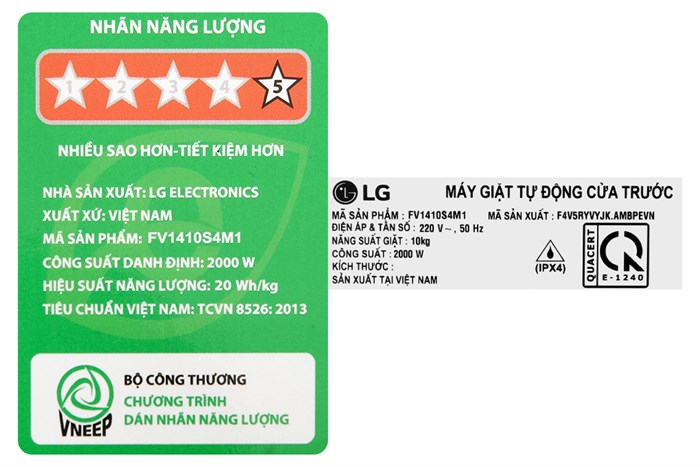 NHÃN NĂNG LƯỢNG
1 2 3 4 5
NHIỀU SAO HƠN-TIẾT KIỆM HƠN
NHÀ SẢN XUẤT: LG ELECTRONICS
XUẤT XỨ: VIỆT NAM
MÃ SẢN PHẨM: FV1410S4M1
CÔNG SUẤT DANH ĐỊNH: 2000 W
HIỆU SUẤT NĂNG LƯỢNG: 20 Wh/kg
TIÊU CHUẨN VIỆT NAM: TCVN 8526: 2013
VNEEP
BỘ CÔNG THƯƠNG
CHƯƠNG TRÌNH
DÁN NHÃN NĂNG LƯỢNG
LG MÁY GIẶT TỰ ĐỘNG CỬA TRƯỚC
MÃ SẢN PHẨM : FV1410S4M1 MÃ SẢN XUẤT : F4V5RYVYJK.AMBPEVN
ĐIỆN ÁP & TẦN SỐ : 220 V~, 50 Hz
NĂNG SUẤT GIẶT : 10kg
CÔNG SUẤT : 2000 W
KÍCH THƯỚC :
SẢN XUẤT TẠI VIỆT NAM
(IPX4)
QUACERT
E-1240